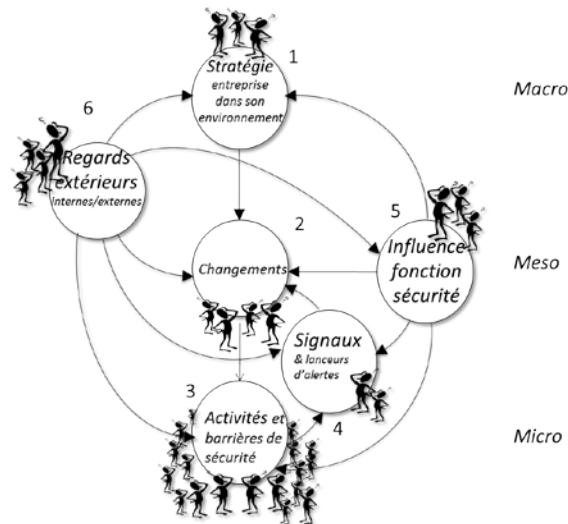 1
Stratégie
entreprise
dans son
environnement
Macro
6
Regards
extérieurs
internes/externes
2
Changements
5
Influence
fonction
sécurité
Meso
Signaux
& lanceurs
d'alertes
4
3
Activités et
barrières de
sécurité
Micro